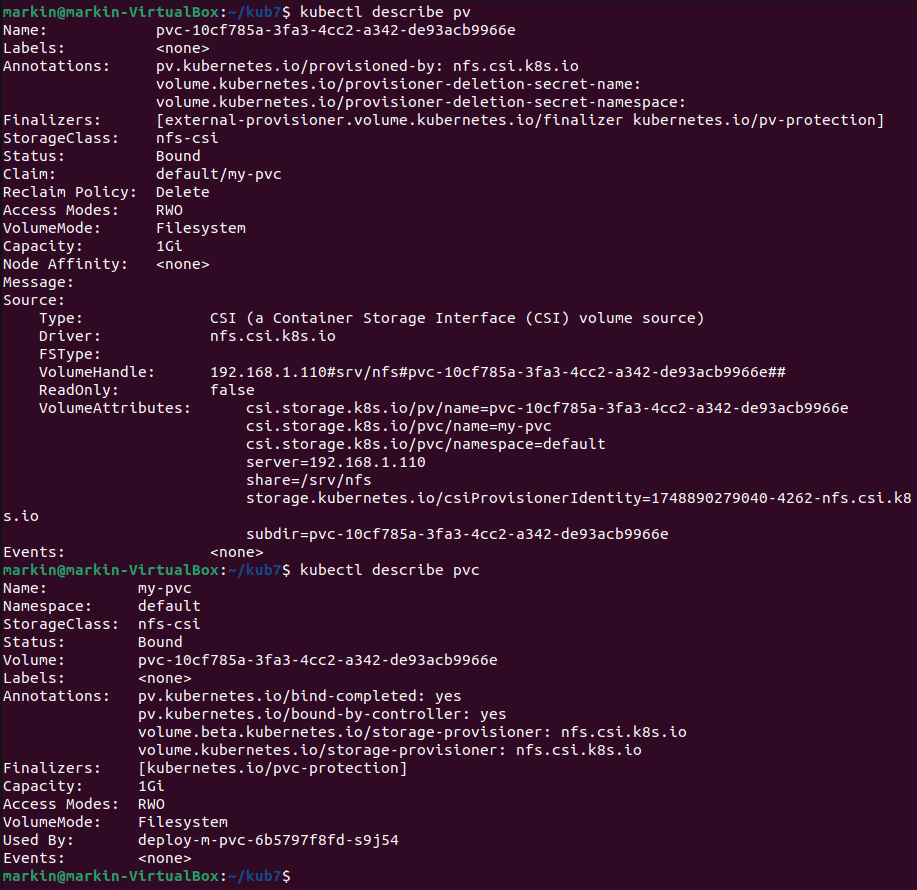 markin@markin-VirtualBox:~/kub7$ kubectl describe pv
Name:            pvc-10cf785a-3fa3-4cc2-a342-de93acb9966e
Labels:          <none>
Annotations:     pv.kubernetes.io/provisioned-by: nfs.csi.k8s.io
                 volume.kubernetes.io/provisioner-deletion-secret-name:
                 volume.kubernetes.io/provisioner-deletion-secret-namespace:
Finalizers:      [external-provisioner.volume.kubernetes.io/finalizer kubernetes.io/pv-protection]
StorageClass:    nfs-csi
Status:          Bound
Claim:           default/my-pvc
Reclaim Policy:  Delete
Access Modes:    RWO
VolumeMode:      Filesystem
Capacity:        1Gi
Node Affinity:   <none>
Message:
Source:
    Type:              CSI (a Container Storage Interface (CSI) volume source)
    Driver:            nfs.csi.k8s.io
    FSType:
    VolumeHandle:      192.168.1.110#srv/nfs#pvc-10cf785a-3fa3-4cc2-a342-de93acb9966e##
    ReadOnly:          false
    VolumeAttributes:      csi.storage.k8s.io/pv/name=pvc-10cf785a-3fa3-4cc2-a342-de93acb9966e
                           csi.storage.k8s.io/pvc/name=my-pvc
                           csi.storage.k8s.io/pvc/namespace=default
                           server=192.168.1.110
                           share=/srv/nfs
                           storage.kubernetes.io/csiProvisionerIdentity=1748890279040-4262-nfs.csi.k8
s.io
                           subdir=pvc-10cf785a-3fa3-4cc2-a342-de93acb9966e
Events:                <none>
markin@markin-VirtualBox:~/kub7$ kubectl describe pvc
Name:          my-pvc
Namespace:     default
StorageClass:  nfs-csi
Status:        Bound
Volume:        pvc-10cf785a-3fa3-4cc2-a342-de93acb9966e
Labels:        <none>
Annotations:   pv.kubernetes.io/bind-completed: yes
               pv.kubernetes.io/bound-by-controller: yes
               volume.beta.kubernetes.io/storage-provisioner: nfs.csi.k8s.io
               volume.kubernetes.io/storage-provisioner: nfs.csi.k8s.io
Finalizers:    [kubernetes.io/pvc-protection]
Capacity:      1Gi
Access Modes:  RWO
VolumeMode:    Filesystem
Used By:       deploy-m-pvc-6b5797f8fd-s9j54
Events:        <none>
markin@markin-VirtualBox:~/kub7$